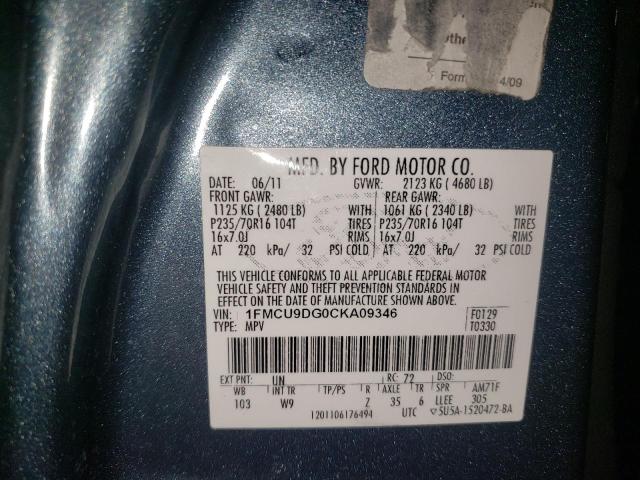 Form 4/09
MFD. BY FORD MOTOR CO.
DATE: 06/11 GVWR: 2123 KG ( 4680 LB)
FRONT GAWR: REAR GAWR:
1125 KG ( 2480 LB) WITH 1061 KG ( 2340 LB) WITH
P235/70R16 104T TIRES P235/70R16 104T TIRES
16x7.0J RIMS 16x7.0J RIMS
AT 220 kPa/ 32 PSI COLD AT 220 kPa/ 32 PSI COLD
THIS VEHICLE CONFORMS TO ALL APPLICABLE FEDERAL MOTOR
VEHICLE SAFETY AND THEFT PREVENTION STANDARDS IN
EFFECT ON THE DATE OF MANUFACTURE SHOWN ABOVE.
VIN: 1FMCU9DG0CKA09346 F0129
TYPE: MPV T0330
EXT PNT: UN RC: 72 DSO:
WB INT TR TP/PS R AXLE TR SPR AM71F
103 W9 Z 35 6 LLEE 305
1201106176494 UTC 5U5A-1520472-BA